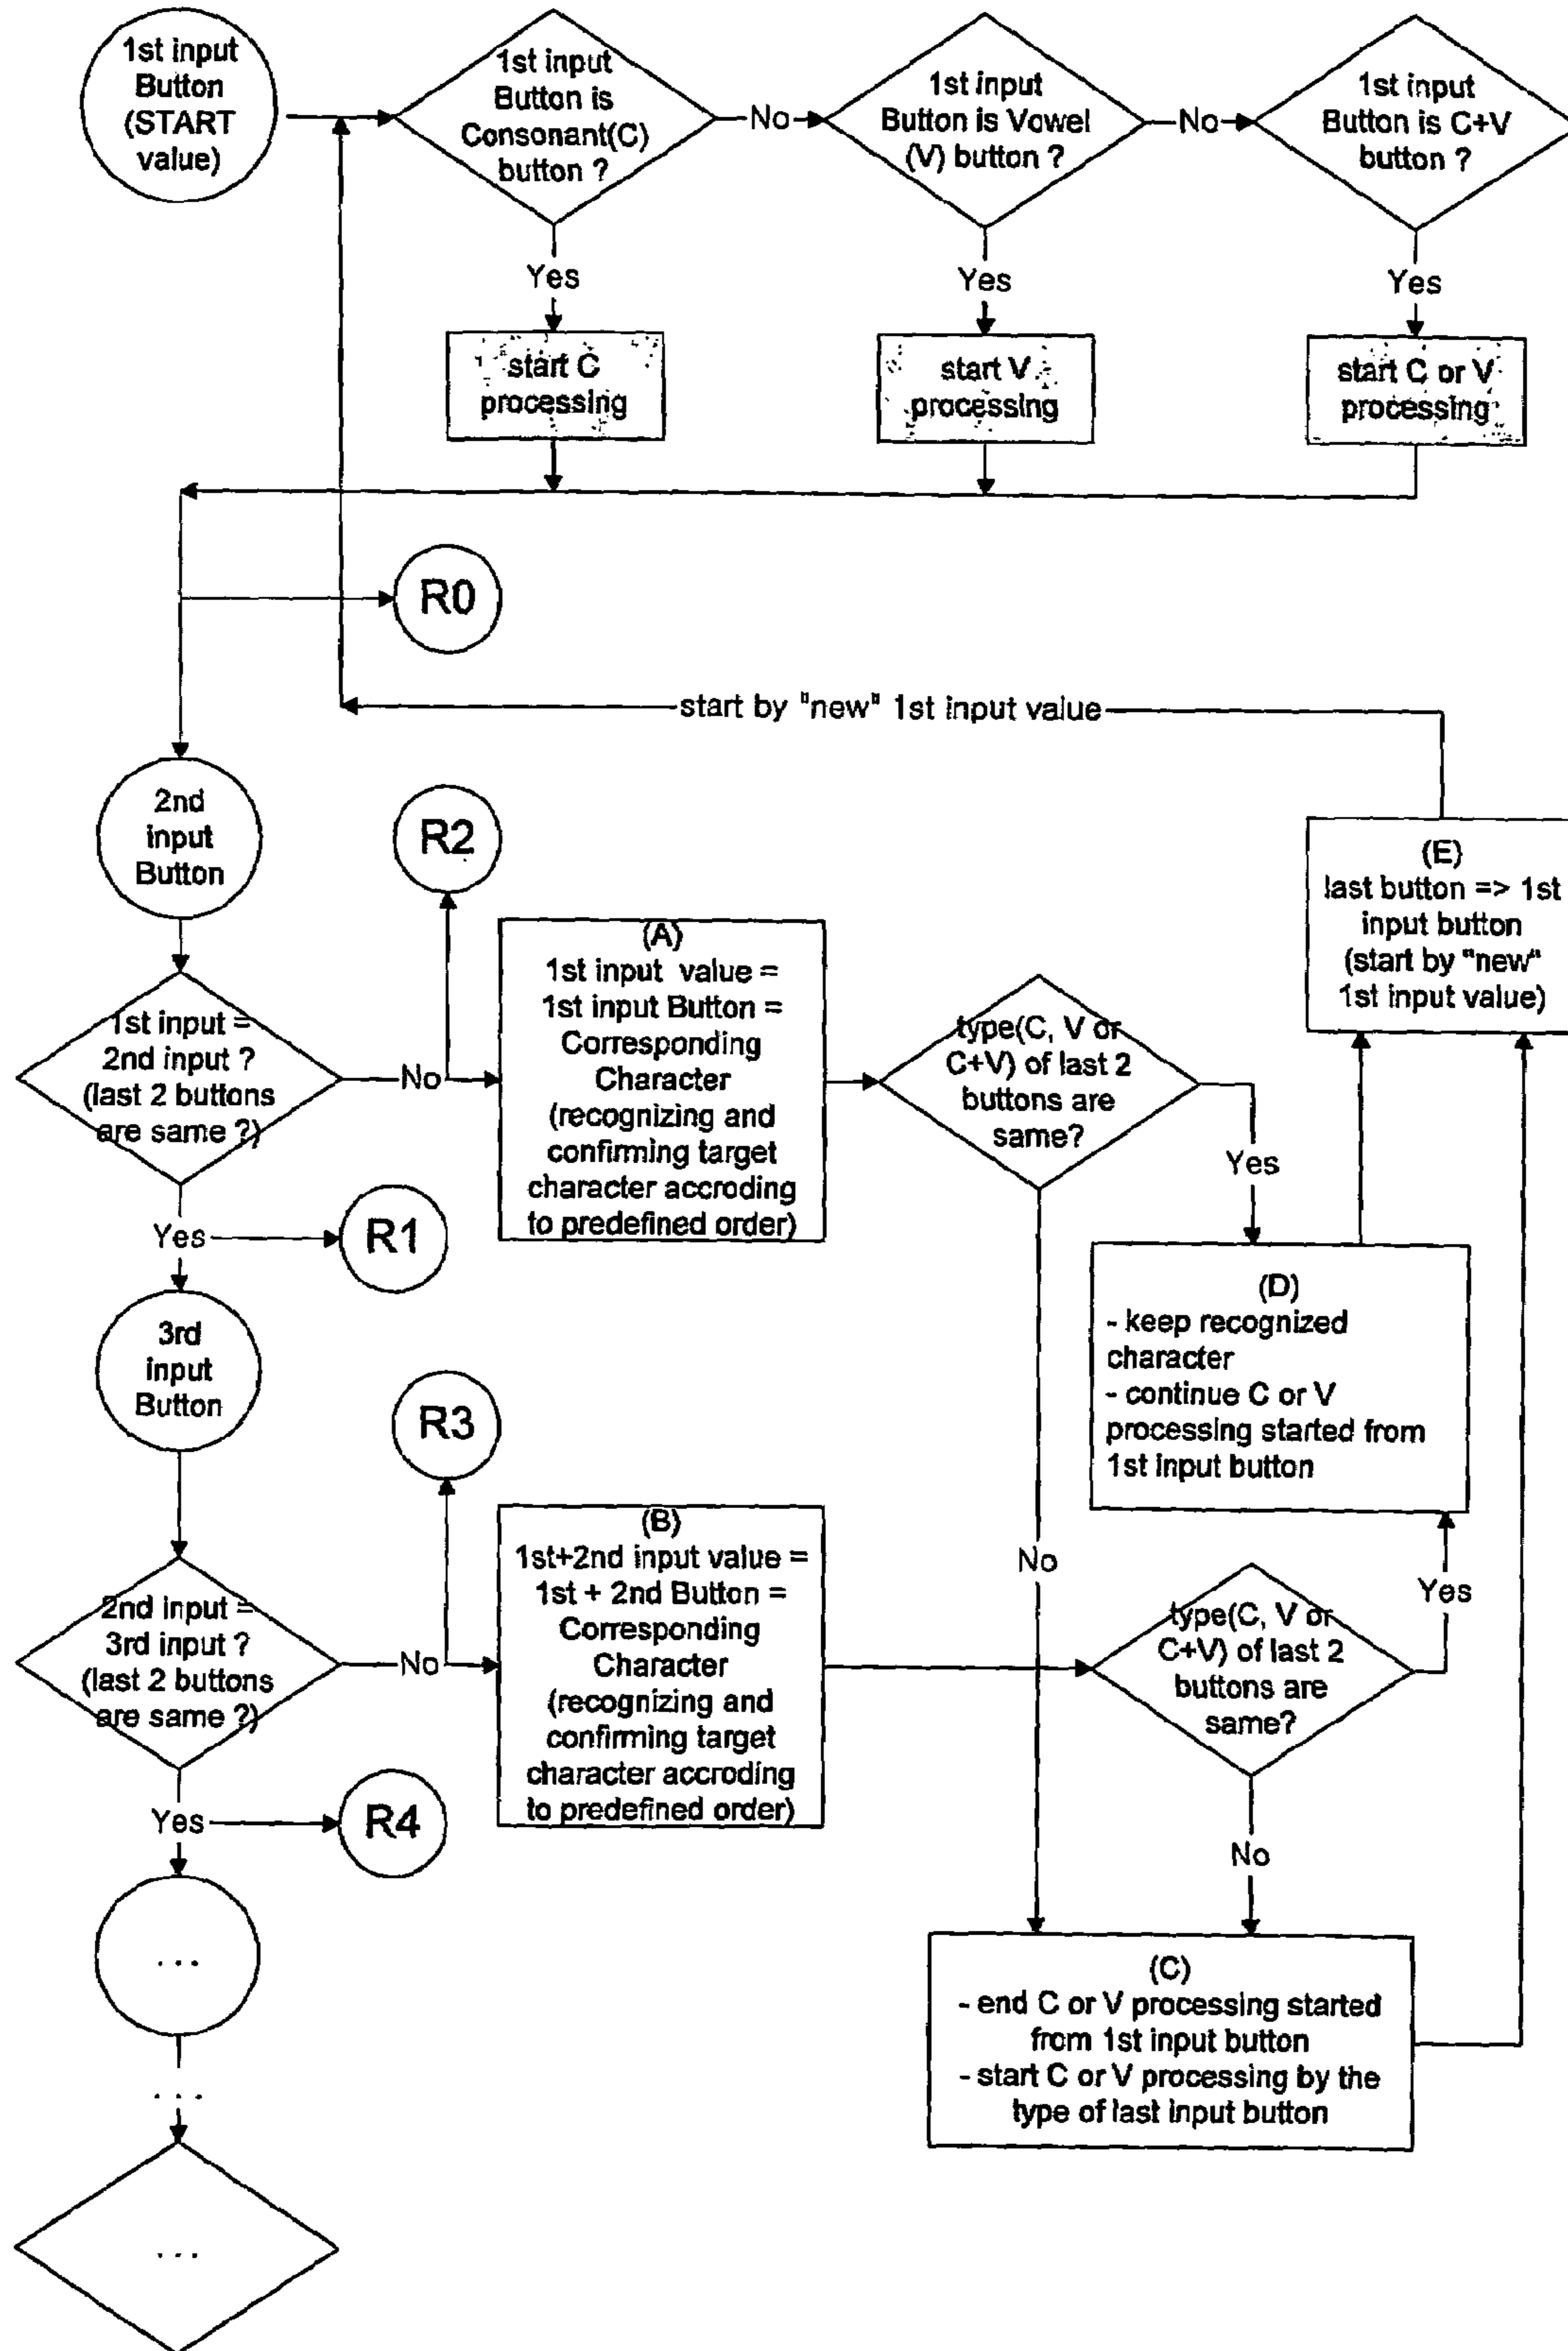 1st input
Button
(START
value)
1st input
Button is
Consonant(C)
button ?
No
1st input
Button is Vowel
(V) button ?
No
1st input
Button is C+V
button ?
Yes
Yes
Yes
start C
processing
start V
processing
start C or V
processing
R0
start by "new" 1st input value
2nd
input
Button
R2
(E)
last button => 1st
input button
(start by "new"
1st input value)
(A)
1st input value =
1st input Button =
Corresponding
Character
(recognizing and
confirming target
character accroding
to predefined order)
1st input =
2nd input ?
(last 2 buttons
are same ?)
No
type(C, V or
C+V) of last 2
buttons are
same?
Yes
Yes
R1
(D)
- keep recognized
character
- continue C or V
processing started from
1st input button
3rd
input
Button
R3
(B)
1st+2nd input value =
1st + 2nd Button =
Corresponding
Character
(recognizing and
confirming target
character accroding
to predefined order)
No
2nd input =
3rd input ?
(last 2 buttons
are same ?)
No
type(C, V or
C+V) of last 2
buttons are
same?
Yes
Yes
R4
No
...
(C)
- end C or V processing started
from 1st input button
- start C or V processing by the
type of last input button
...
...